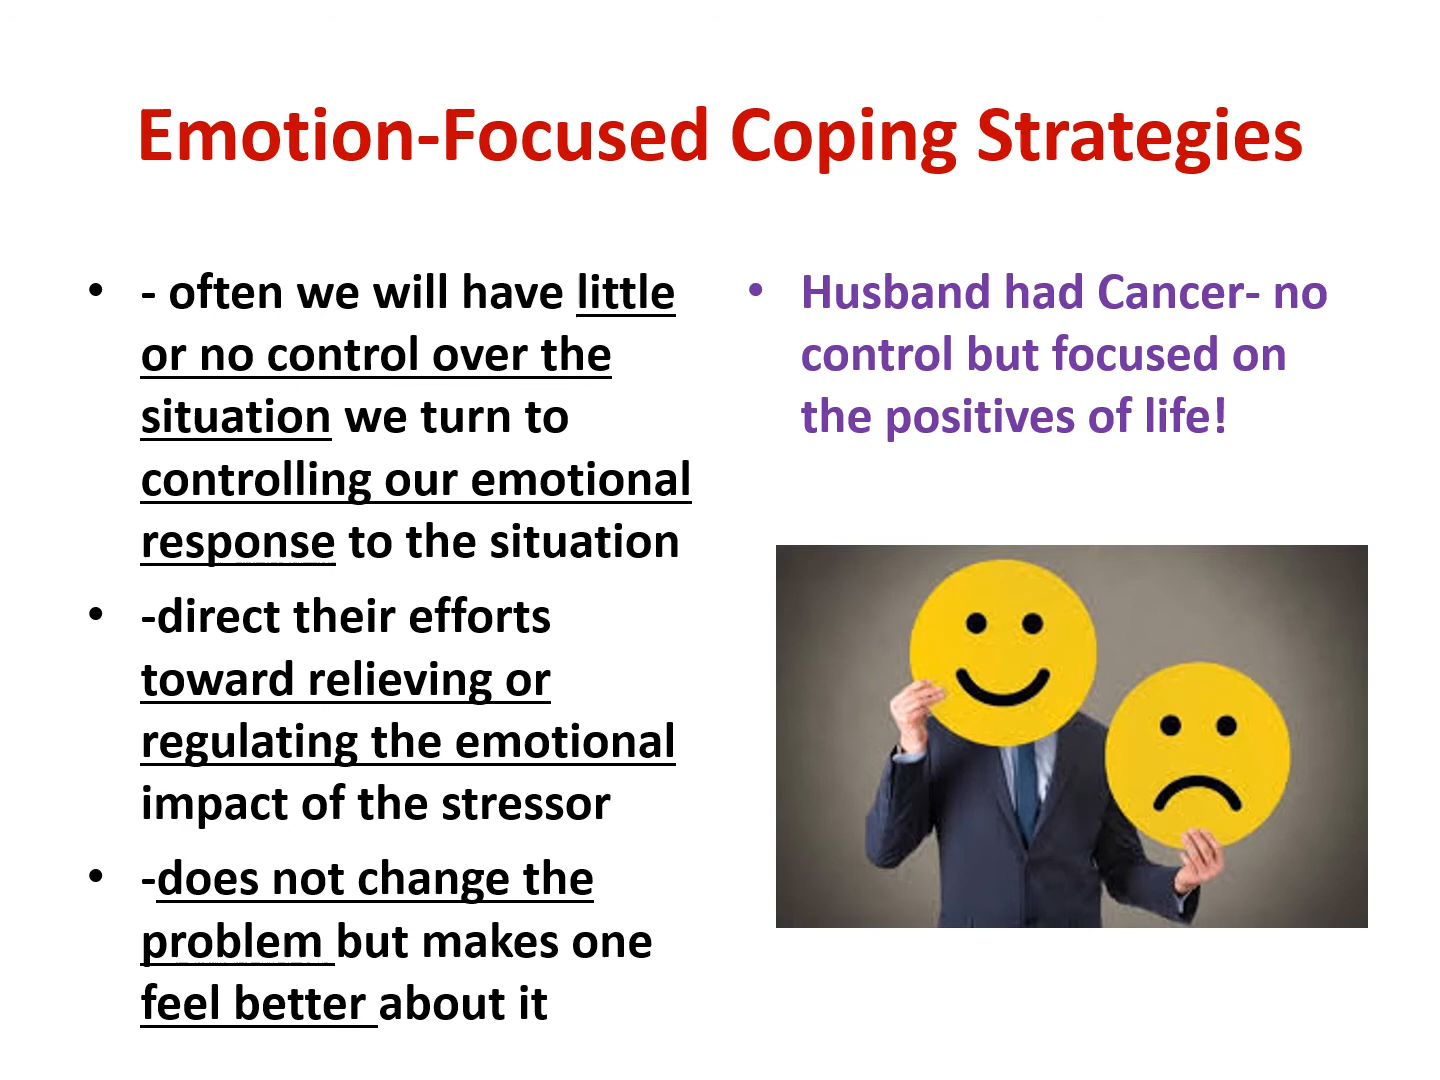 Emotion-Focused Coping Strategies
• - often we will have little
or no control over the
situation we turn to
controlling our emotional
response to the situation
• -direct their efforts
toward relieving or
regulating the emotional
impact of the stressor
• -does not change the
problem but makes one
feel better about it
• Husband had Cancer- no
control but focused on
the positives of life!